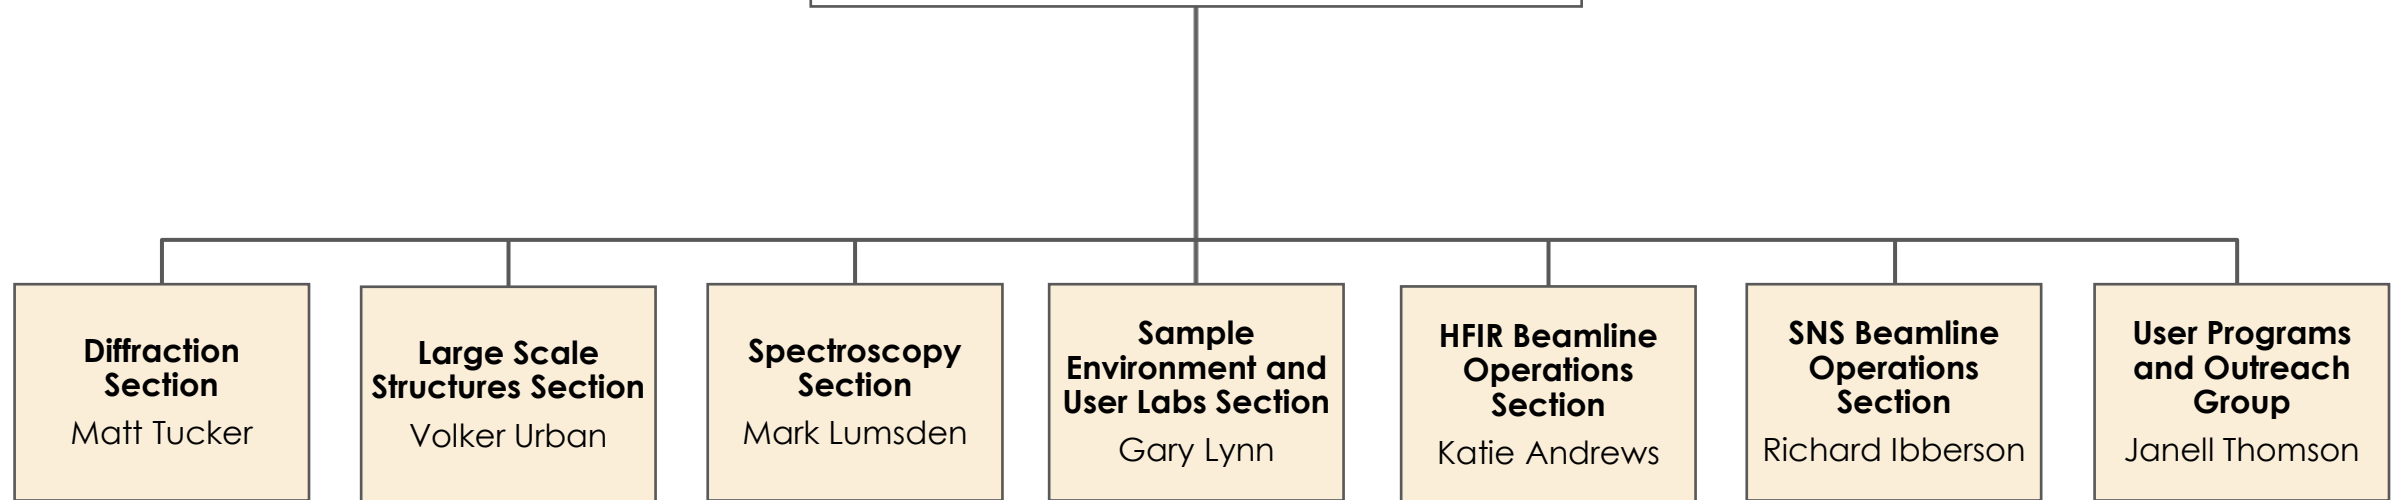 Diffraction
Section
Matt Tucker
Large Scale
Structures Section
Volker Urban
Spectroscopy
Section
Mark Lumsden
Sample
Environment and
User Labs Section
Gary Lynn
HFIR Beamline
Operations
Section
Katie Andrews
SNS Beamline
Operations
Section
Richard Ibberson
User Programs
and Outreach
Group
Janell Thomson